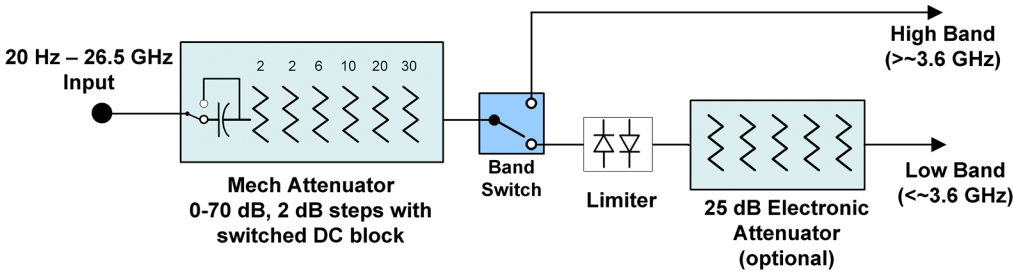 20 Hz – 26.5 GHz
Input
2 2 6 10 20 30
Mech Attenuator
0-70 dB, 2 dB steps with
switched DC block
Band
Switch
Limiter
25 dB Electronic
Attenuator
(optional)
High Band
(>~3.6 GHz)
Low Band
(<~3.6 GHz)